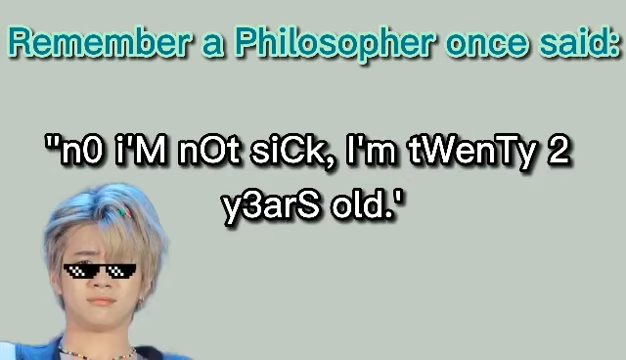 Remember a Philosopher once said:
"n0 i'M nOt siCk, I'm tWenTy 2
y3arS old.'